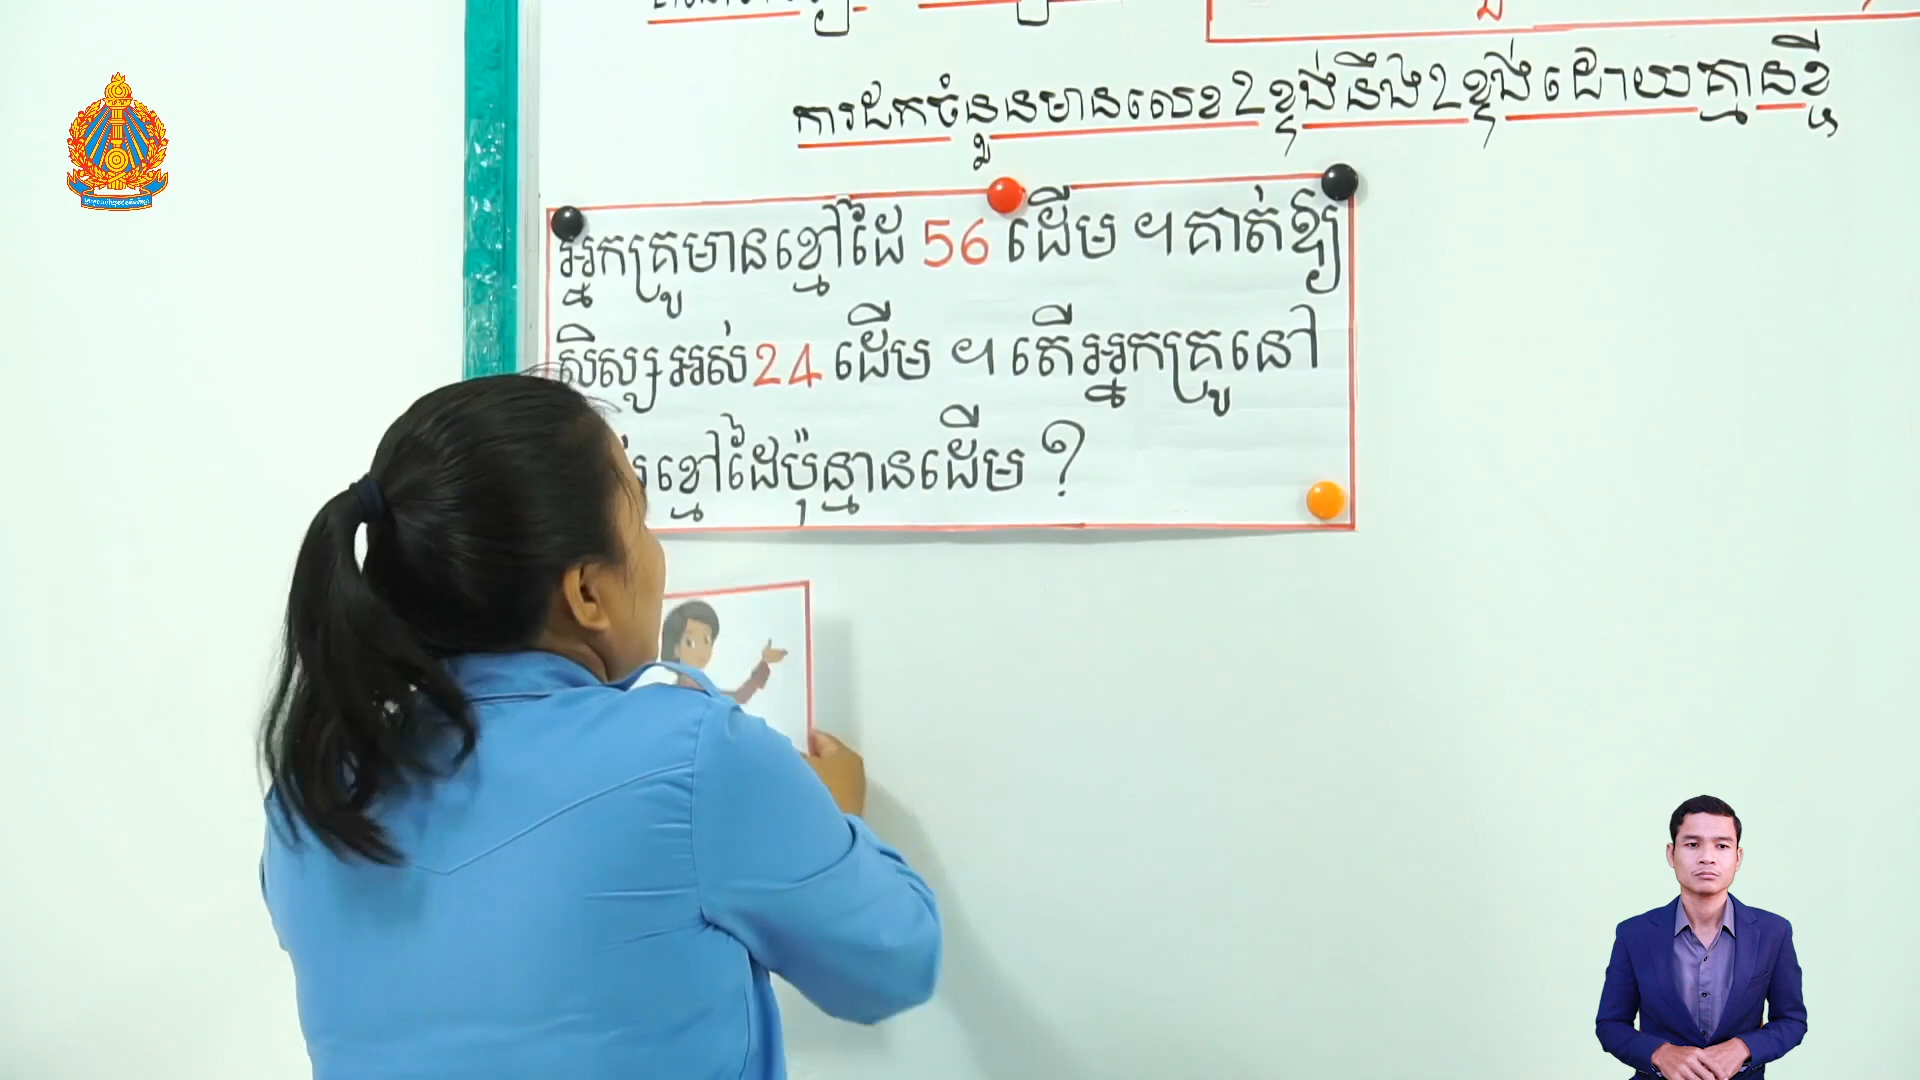 ការដកចំនួនមានលេខ2ខ្ទង់នឹង2ខ្ទង់ដោយគ្មានខ្ចី
អ្នកគ្រូមានខ្មៅដៃ 56 ដើម ។ គាត់ឱ្យ
សិស្សអស់ 24 ដើម ។ តើអ្នកគ្រូនៅ
ខ្មៅដៃប៉ុន្មានដើម ?